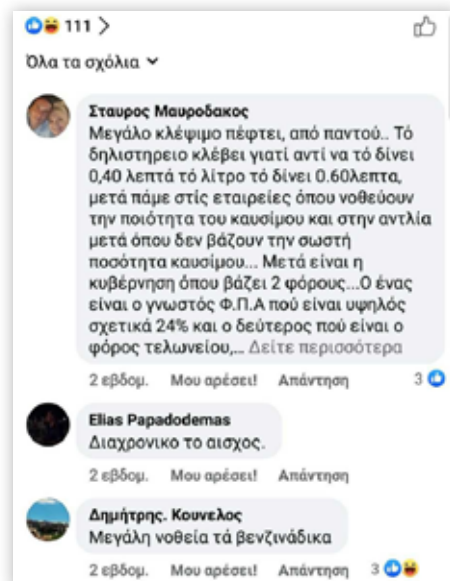 111 >
Όλα τα σχόλια
Σταυρος Μαυροδακος
Μεγάλο κλέψιμο πέφτει, από παντού.. Τό
δηλιστηρειο κλέβει γιατί αντί να τό δίνει
0,40 λεπτά τό λίτρο τό δίνει 0.60λεπτα,
μετά πάμε στίς εταιρείες όπου νοθεύουν
την ποιότητα του καυσίμου και στην αντλία
μετά όπου δεν βάζουν την σωστή
ποσότητα καυσίμου... Μετά είναι η
κυβέρνηση όπου βάζει 2 φόρους...Ο ένας
είναι ο γνωστός Φ.Π.Α πού είναι υψηλός
σχετικά 24% και ο δεύτερος πού είναι ο
φόρος τελωνείου,... Δείτε περισσότερα
2 εβδομ. Μου αρέσει! Απάντηση 3
Elias Papadodemas
Διαχρονικο το αισχος.
2 εβδομ. Μου αρέσει! Απάντηση
Δημήτρης. Κουνελος
Μεγάλη νοθεία τά βενζινάδικα
2 εβδομ. Μου αρέσει! Απάντηση 3